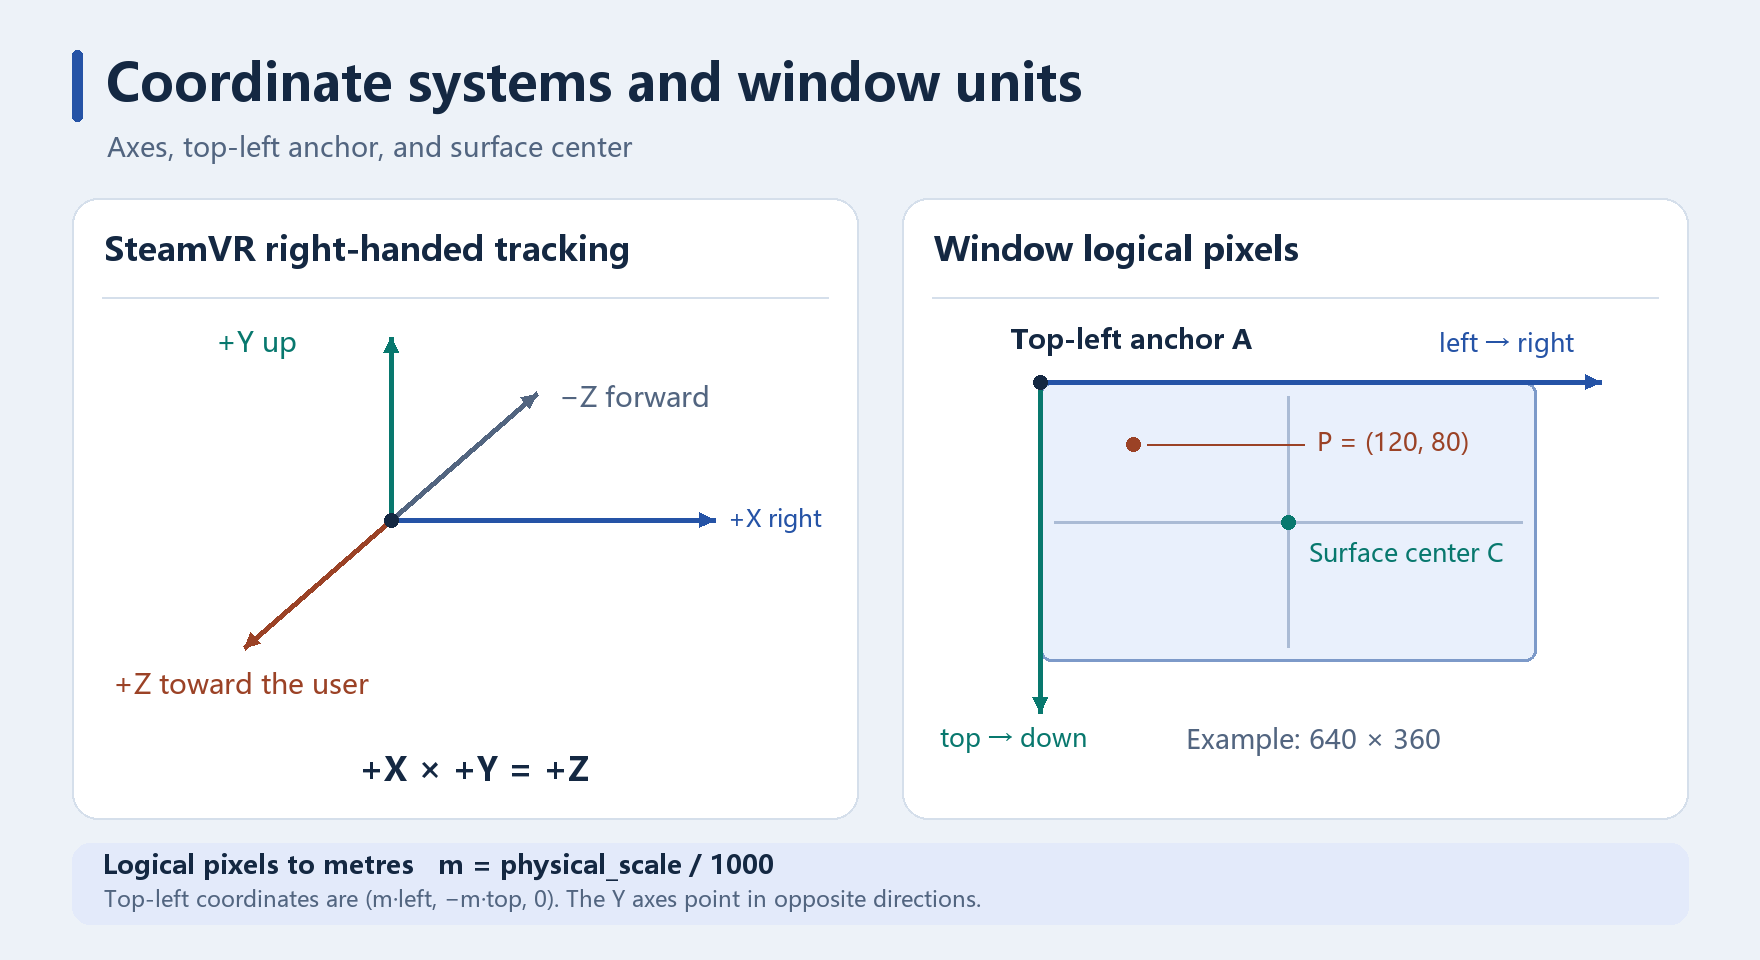 Coordinate systems and window units
Axes, top-left anchor, and surface center
SteamVR right-handed tracking
+Y up
−Z forward
+X right
+Z toward the user
+X × +Y = +Z
Window logical pixels
Top-left anchor A
left → right
P = (120, 80)
Surface center C
top → down
Example: 640 × 360
Logical pixels to metres m = physical_scale / 1000
Top-left coordinates are (m·left, −m·top, 0). The Y axes point in opposite directions.